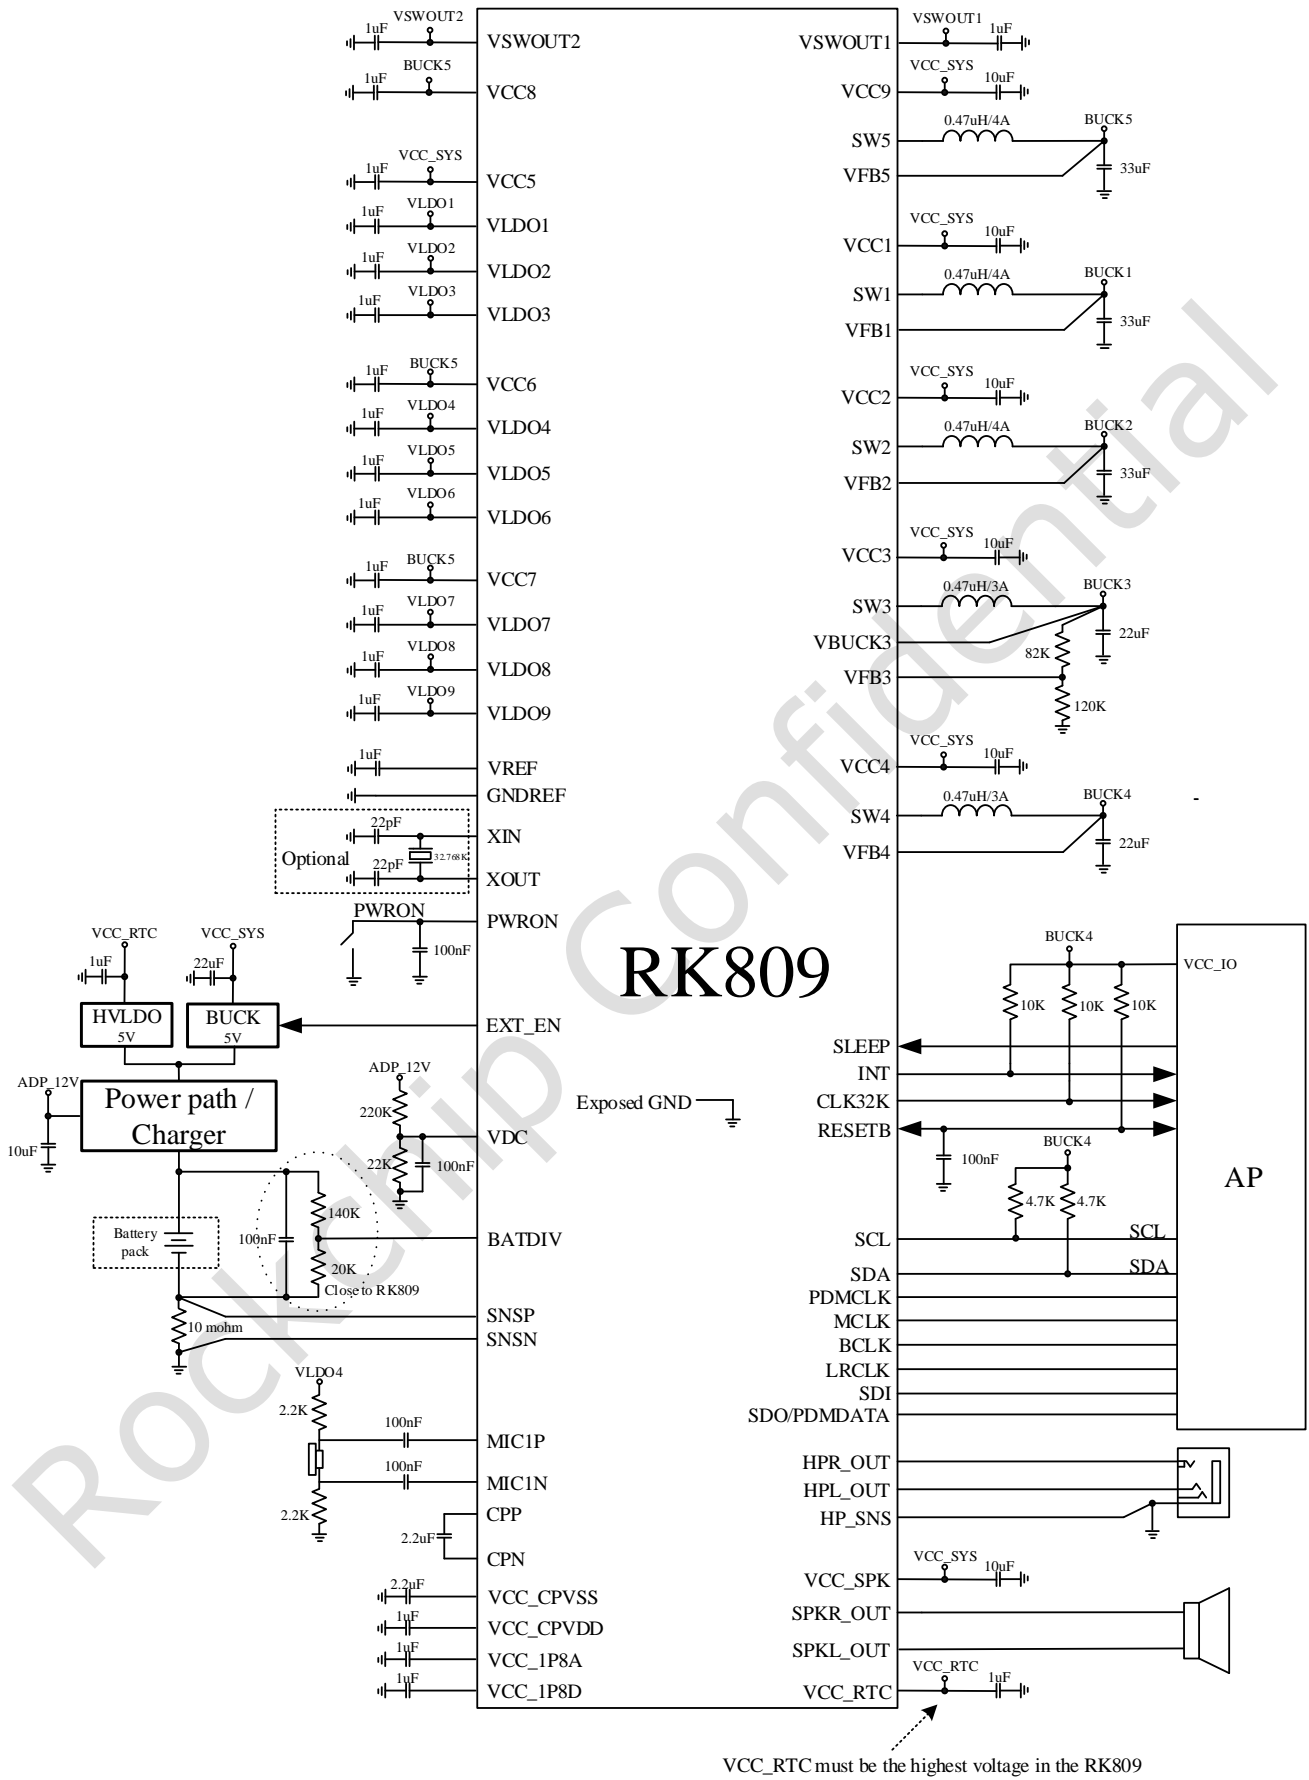 VSWOUT2
1uF
VSWOUT2
BUCK5
1uF
VCC8
VCC_SYS
1uF
VCC5
VLDO1
1uF
VLDO1
VLDO2
1uF
VLDO2
VLDO3
1uF
VLDO3
BUCK5
1uF
VCC6
VLDO4
1uF
VLDO4
VLDO5
1uF
VLDO5
VLDO6
1uF
VLDO6
BUCK5
1uF
VCC7
VLDO7
1uF
VLDO7
VLDO8
1uF
VLDO8
VLDO9
1uF
VLDO9
1uF
VREF
GNDREF
22pF
XIN
Optional
32.768K
22pF
XOUT
PWRON
PWRON
100nF
VCC_RTC
VCC_SYS
1uF
22uF
HVLDO
5V
BUCK
5V
EXT_EN
ADP_12V
Power path /
Charger
10uF
ADP_12V
220K
VDC
22K
100nF
140K
Battery
pack
100nF
BATDIV
20K
Close to RK809
SNSP
10 mohm
SNSN
VLDO4
2.2K
100nF
MIC1P
100nF
MIC1N
2.2K
CPP
2.2uF
CPN
2.2uF
VCC_CPVSS
1uF
VCC_CPVDD
1uF
VCC_1P8A
1uF
VCC_1P8D
RK809
Exposed GND
VSWOUT1
VSWOUT1
1uF
VCC_SYS
VCC9
10uF
0.47uH/4A
BUCK5
SW5
VFB5
33uF
VCC_SYS
VCC1
10uF
0.47uH/4A
BUCK1
SW1
VFB1
33uF
VCC_SYS
VCC2
10uF
0.47uH/4A
BUCK2
SW2
VFB2
33uF
VCC_SYS
VCC3
10uF
0.47uH/3A
BUCK3
SW3
22uF
VBUCK3
82K
VFB3
120K
VCC_SYS
VCC4
10uF
0.47uH/3A
BUCK4
-
SW4
VFB4
22uF
BUCK4
VCC_IO
10K
10K
10K
SLEEP
INT
CLK32K
RESETB
100nF
BUCK4
AP
4.7K
4.7K
SCL
SCL
SDA
SDA
PDMCLK
MCLK
BCLK
LRCLK
SDI
SDO/PDMDATA
HPR_OUT
HPL_OUT
HP_SNS
VCC_SYS
VCC_SPK
10uF
SPKR_OUT
SPKL_OUT
VCC_RTC
VCC_RTC
1uF
VCC_RTC must be the highest voltage in the RK809
Rockchip Confidential